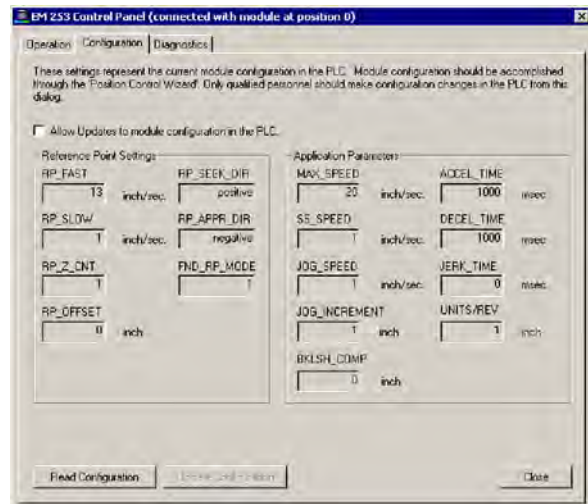 EM 253 Control Panel (connected with module at position 0)
Operation Configuration Diagnostics
These settings represent the current module configuration in the PLC. Module configuration should be accomplished
through the 'Position Control Wizard'. Only qualified personnel should make configuration changes in the PLC from this
dialog.
Allow Updates to module configuration in the PLC.
Reference Point Settings
RP_FAST RP_SEEK_DIR
13 inch/sec. positive
RP_SLOW RP_APPR_DIR
1 inch/sec. negative
RP_Z_CNT FND_RP_MODE
1 1
RP_OFFSET
0 inch
Application Parameters
MAX_SPEED ACCEL_TIME
20 inch/sec. 1000 msec
SS_SPEED DECEL_TIME
1 inch/sec. 1000 msec
JOG_SPEED JERK_TIME
1 inch/sec. 0 msec
JOG_INCREMENT UNITS/REV
1 inch 1 inch
BKLSH_COMP
0 inch
Read Configuration Update Configuration Close